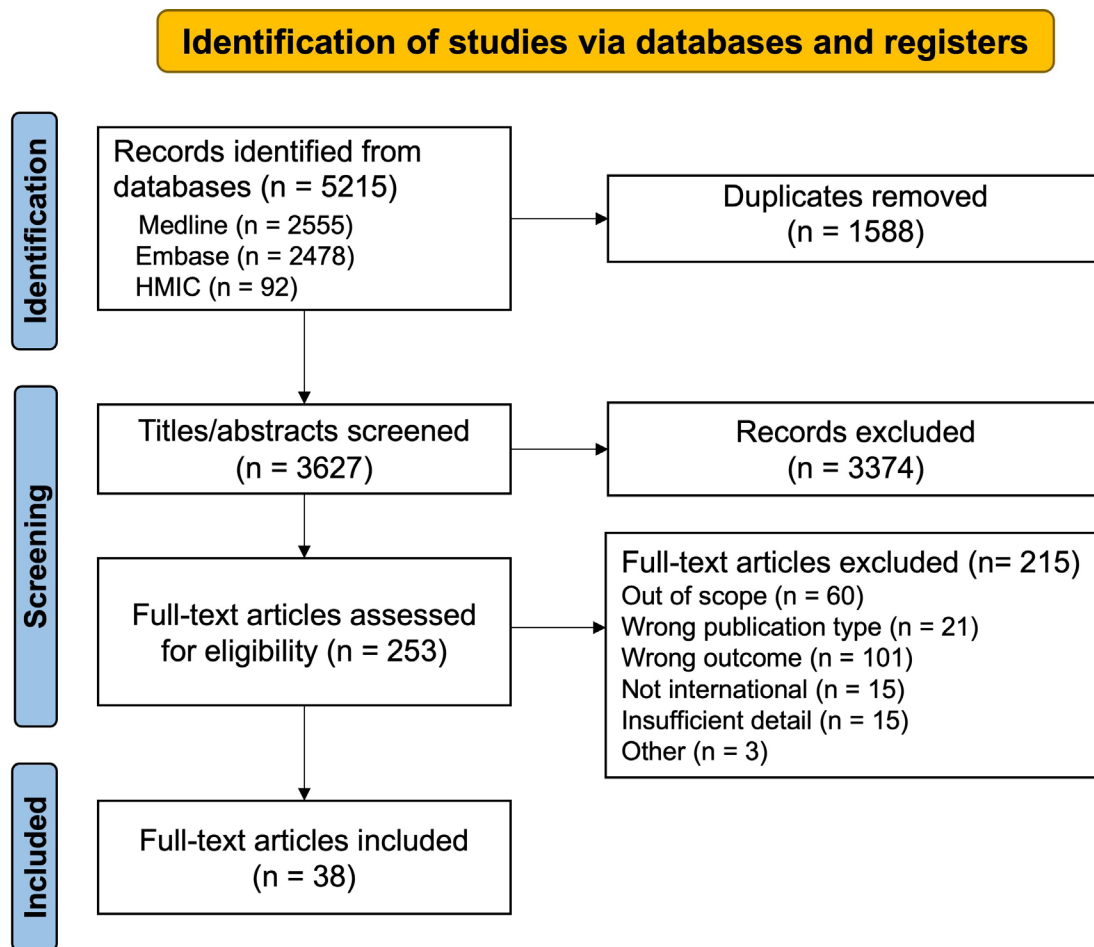 Identification of studies via databases and registers
Identification
Records identified from
databases (n = 5215)
Medline (n = 2555)
Embase (n = 2478)
HMIC (n = 92)
Duplicates removed
(n = 1588)
Screening
Titles/abstracts screened
(n = 3627)
Records excluded
(n = 3374)
Full-text articles assessed
for eligibility (n = 253)
Full-text articles excluded (n= 215)
Out of scope (n = 60)
Wrong publication type (n = 21)
Wrong outcome (n = 101)
Not international (n = 15)
Insufficient detail (n = 15)
Other (n = 3)
Included
Full-text articles included
(n = 38)